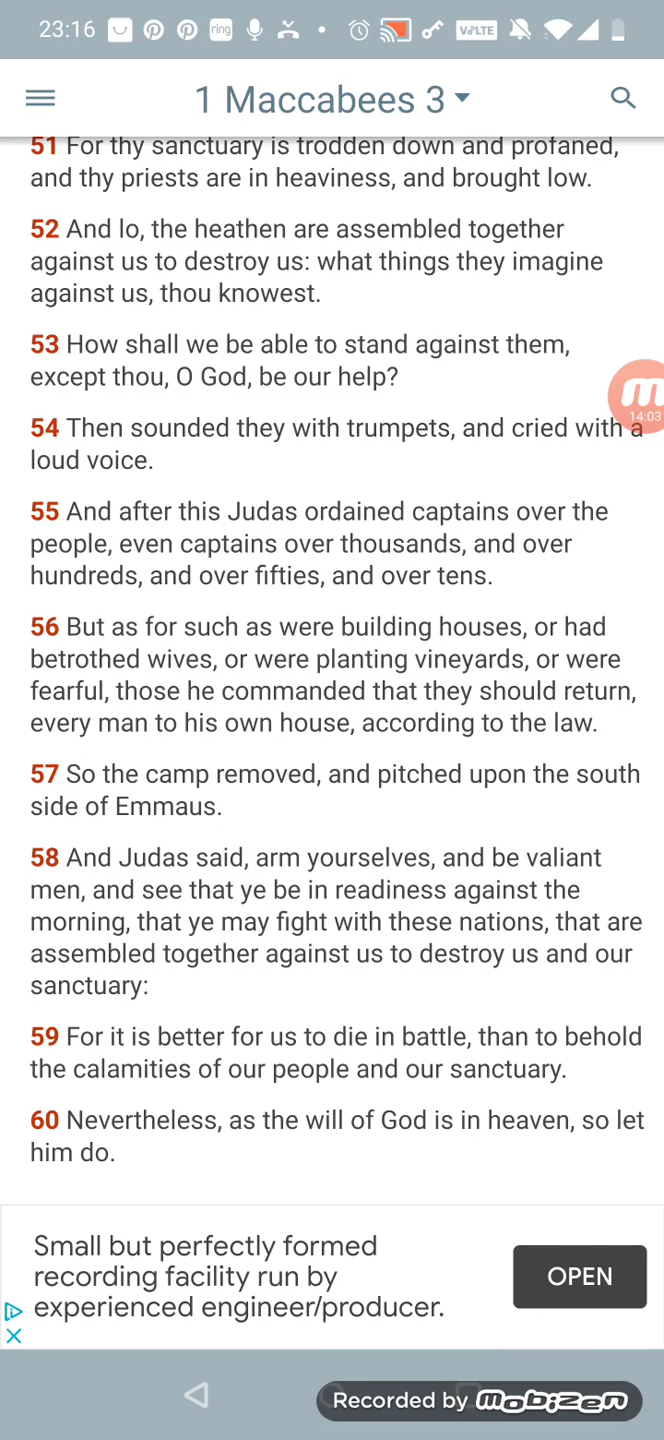 23:16
ring
VoLTE
1 Maccabees 3
51 For thy sanctuary is trodden down and profaned,
and thy priests are in heaviness, and brought low.
52 And lo, the heathen are assembled together
against us to destroy us: what things they imagine
against us, thou knowest.
53 How shall we be able to stand against them,
except thou, O God, be our help?
m
14:03
54 Then sounded they with trumpets, and cried with a
loud voice.
55 And after this Judas ordained captains over the
people, even captains over thousands, and over
hundreds, and over fifties, and over tens.
56 But as for such as were building houses, or had
betrothed wives, or were planting vineyards, or were
fearful, those he commanded that they should return,
every man to his own house, according to the law.
57 So the camp removed, and pitched upon the south
side of Emmaus.
58 And Judas said, arm yourselves, and be valiant
men, and see that ye be in readiness against the
morning, that ye may fight with these nations, that are
assembled together against us to destroy us and our
sanctuary:
59 For it is better for us to die in battle, than to behold
the calamities of our people and our sanctuary.
60 Nevertheless, as the will of God is in heaven, so let
him do.
Small but perfectly formed
recording facility run by
experienced engineer/producer.
OPEN
Recorded by mobizen